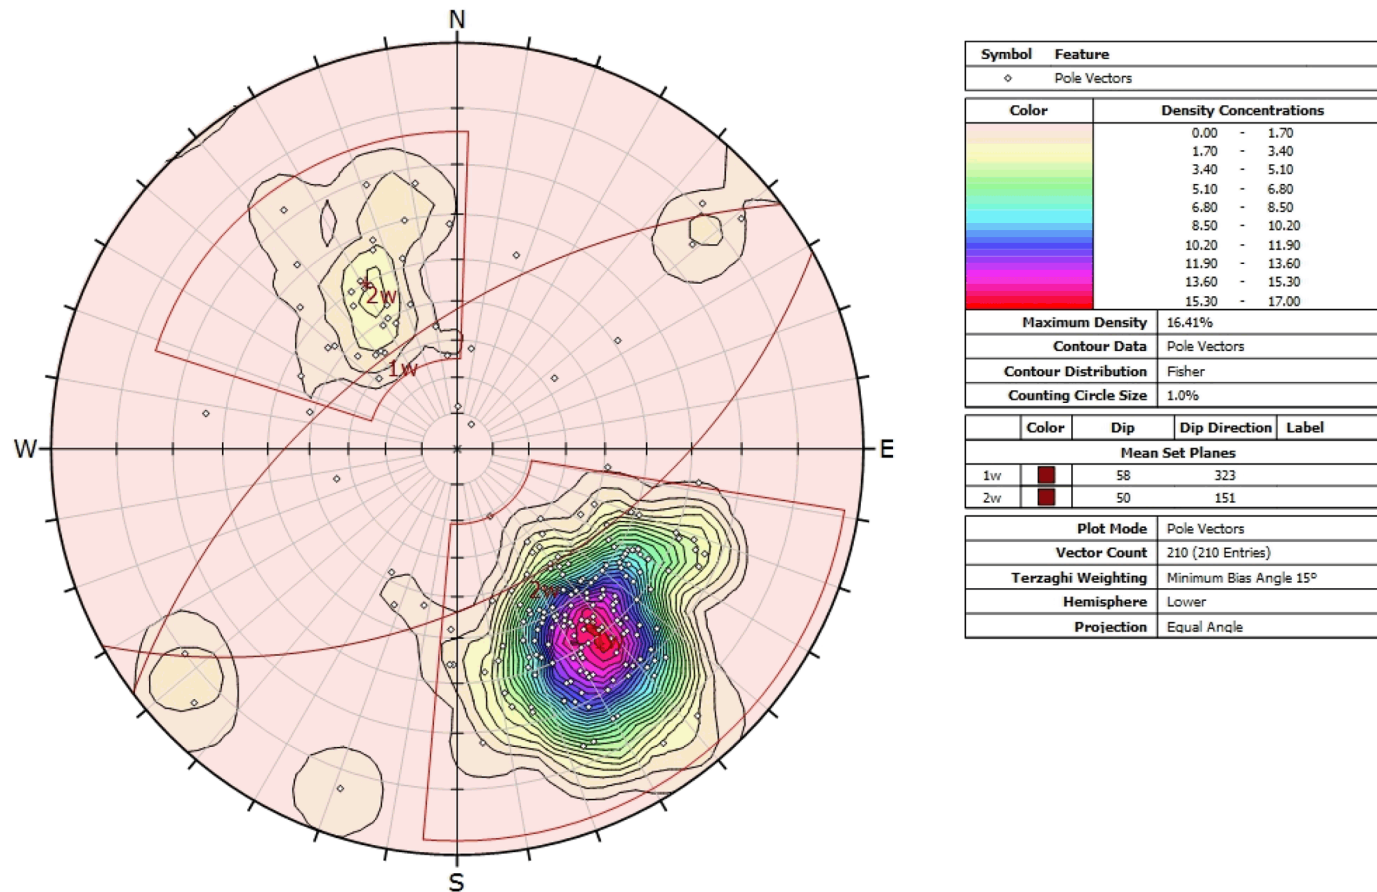 N
W
E
S
2w
1w
2w
Symbol Feature
Pole Vectors
Color Density Concentrations
0.00 - 1.70
1.70 - 3.40
3.40 - 5.10
5.10 - 6.80
6.80 - 8.50
8.50 - 10.20
10.20 - 11.90
11.90 - 13.60
13.60 - 15.30
15.30 - 17.00
Maximum Density 16.41%
Contour Data Pole Vectors
Contour Distribution Fisher
Counting Circle Size 1.0%
Color Dip Dip Direction Label
Mean Set Planes
1w 58 323
2w 50 151
Plot Mode Pole Vectors
Vector Count 210 (210 Entries)
Terzaghi Weighting Minimum Bias Angle 15º
Hemisphere Lower
Projection Equal Angle